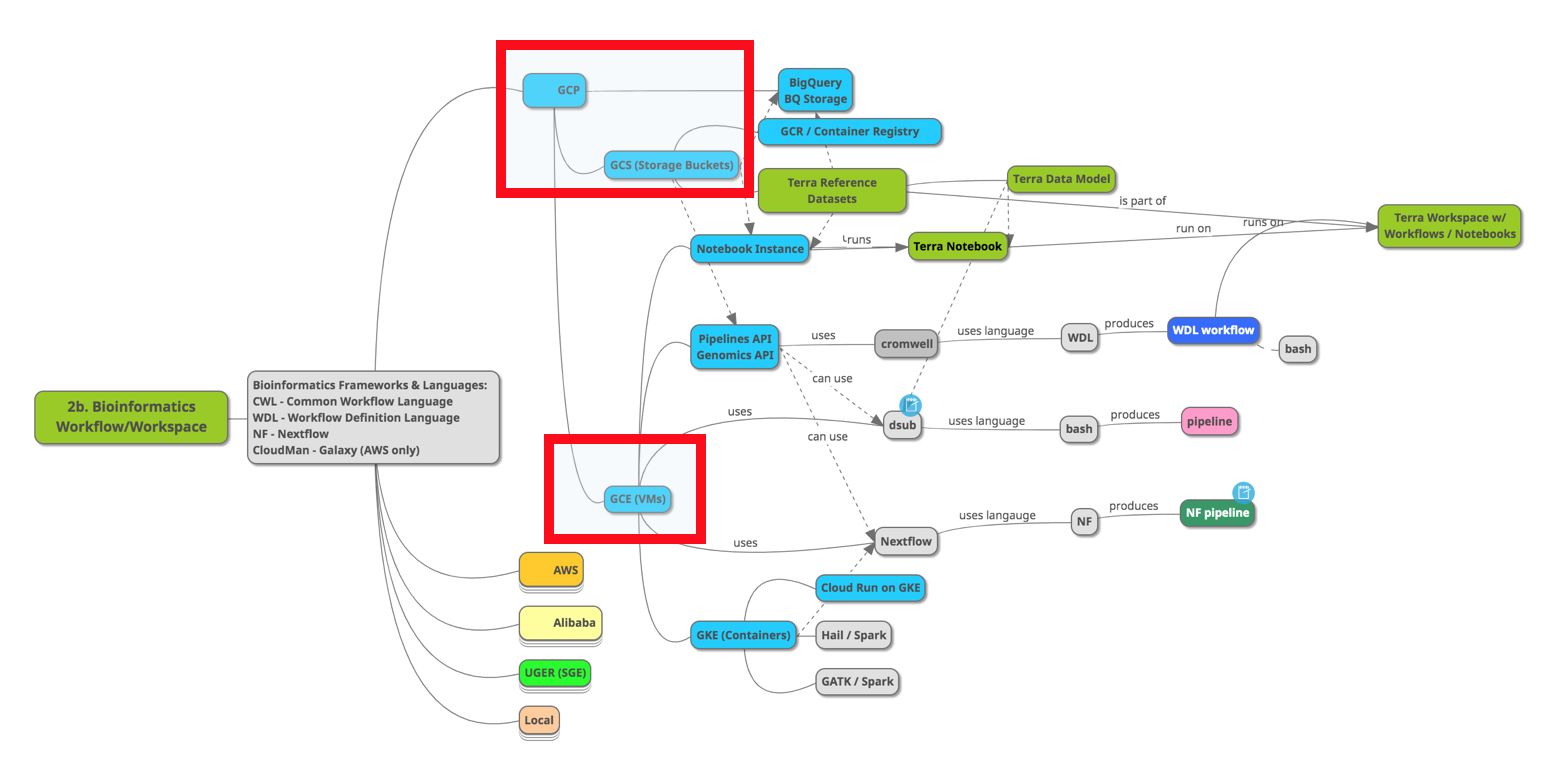 2b. Bioinformatics
Workflow/Workspace
Bioinformatics Frameworks & Languages:
CWL - Common Workflow Language
WDL - Workflow Definition Language
NF - Nextflow
CloudMan - Galaxy (AWS only)
GCP
BigQuery
BQ Storage
GCR / Container Registry
GCS (Storage Buckets)
Terra Reference
Datasets
Terra Data Model
is part of
Terra Workspace w/
Workflows / Notebooks
Notebook Instance
runs
Terra Notebook
run on
runs on
Pipelines API
Genomics API
uses
cromwell
uses language
WDL
produces
WDL workflow
bash
can use
uses
dsub
uses language
bash
produces
pipeline
can use
GCE (VMs)
uses
Nextflow
uses langauge
NF
produces
NF pipeline
AWS
Alibaba
UGER (SGE)
Local
GKE (Containers)
Cloud Run on GKE
Hail / Spark
GATK / Spark